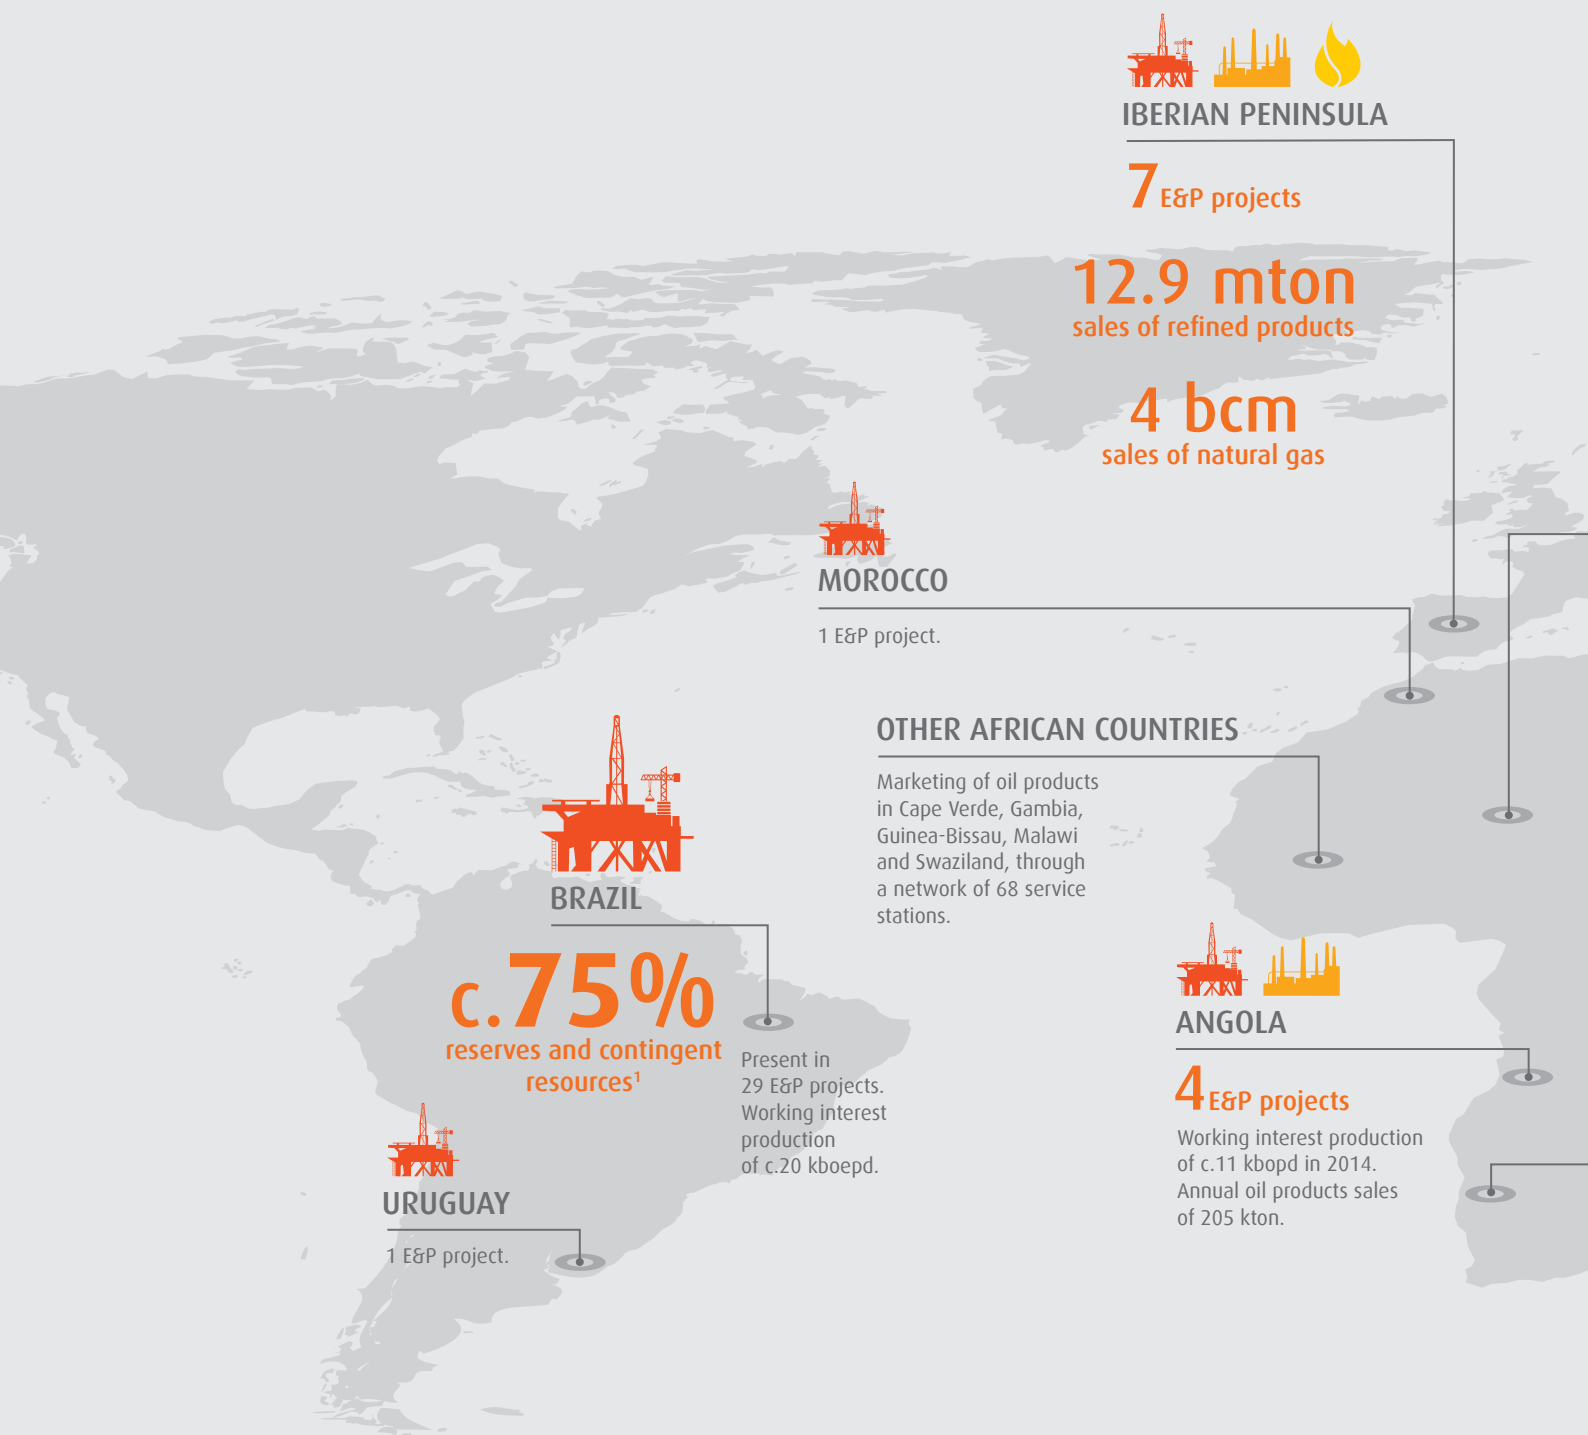 IBERIAN PENINSULA
7 E&P projects
12.9 mton
sales of refined products
4 bcm
sales of natural gas
MOROCCO
1 E&P project.
OTHER AFRICAN COUNTRIES
Marketing of oil products
in Cape Verde, Gambia,
Guinea-Bissau, Malawi
and Swaziland, through
a network of 68 service
stations.
BRAZIL
c.75%
reserves and contingent
resources¹
Present in
29 E&P projects.
Working interest
production
of c.20 kboepd.
ANGOLA
4 E&P projects
Working interest production
of c.11 kbopd in 2014.
Annual oil products sales
of 205 kton.
URUGUAY
1 E&P project.